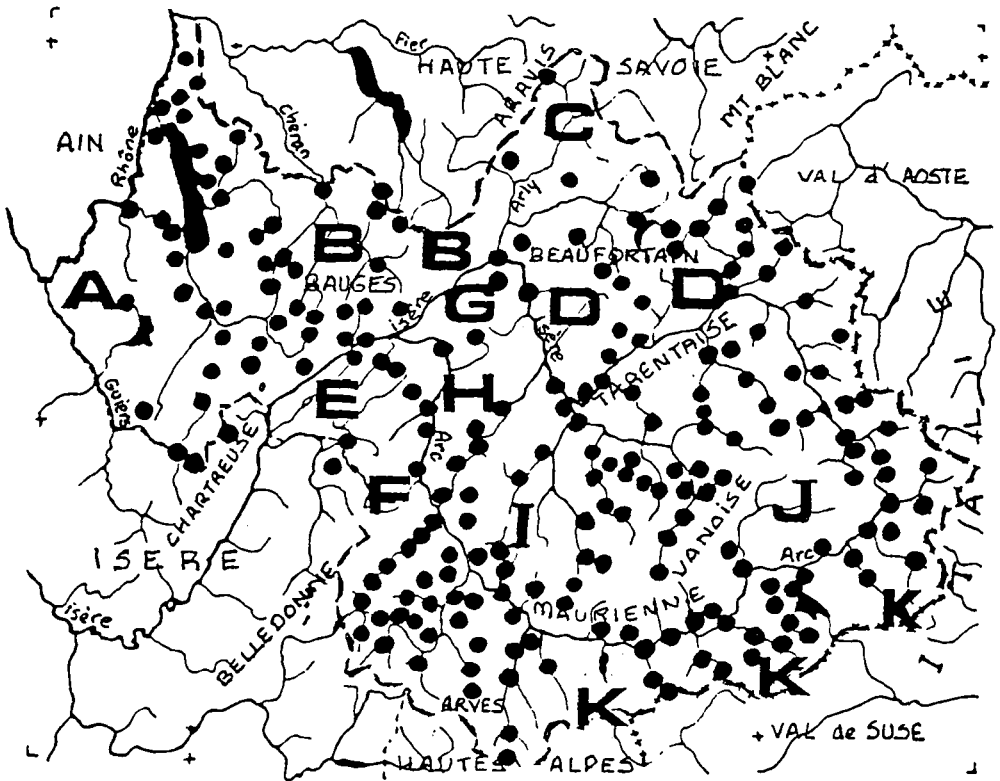 Fier
HAUTE SAVOIE
ARAVIS
MT BLANC
C
Chéran
AIN
Rhône
VAL d'AOSTE
Arly
B
B
BEAUFORTAIN
BAUGES
A
G
D
D
Isère
Isère
TARENTAISE
Guiers
E
H
Arc
CHARTREUSE
F
I
J
VANOISE
ITALIE
ISERE
Arc
BELLEDONNE
Isère
MAURIENNE
K
K
K
ARVES
VAL de SUSE
HAUTES ALPES